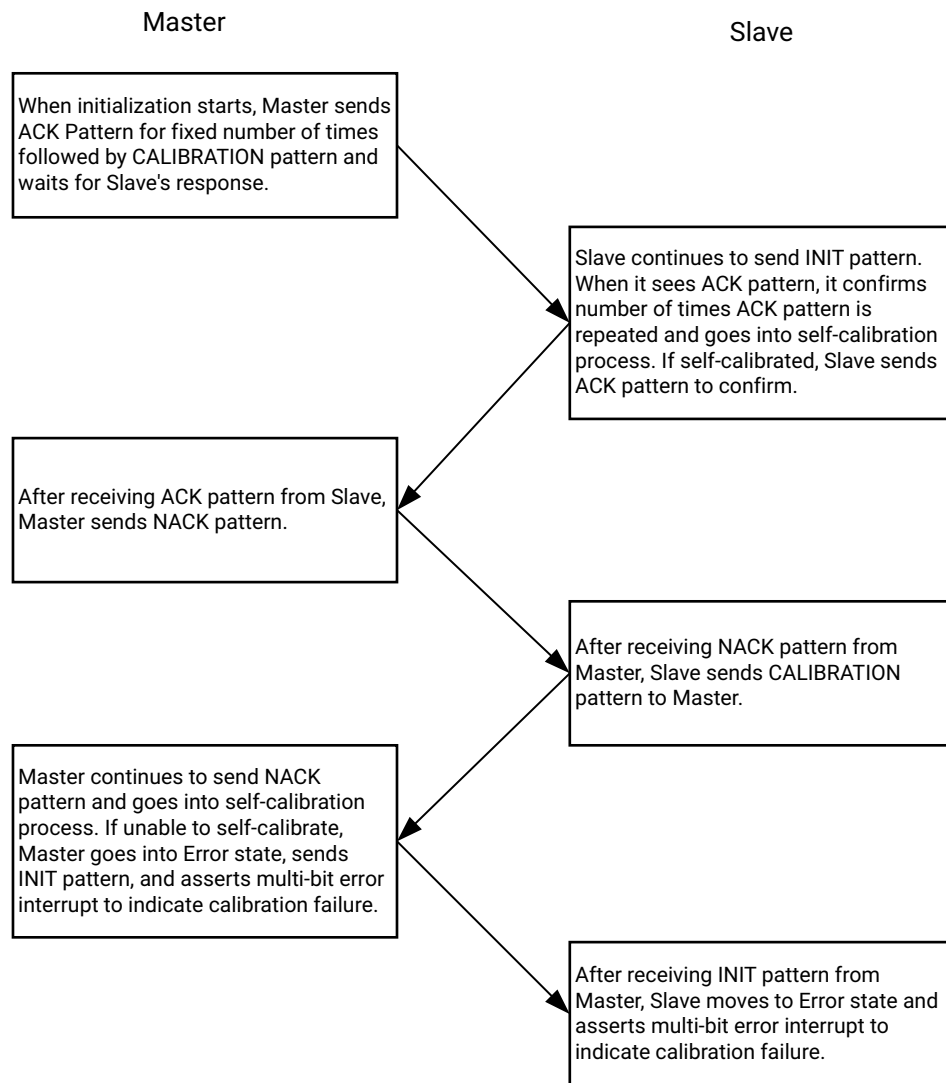 Master
Slave
When initialization starts, Master sends
ACK Pattern for fixed number of times
followed by CALIBRATION pattern and
waits for Slave's response.
Slave continues to send INIT pattern.
When it sees ACK pattern, it confirms
number of times ACK pattern is
repeated and goes into self-calibration
process. If self-calibrated, Slave sends
ACK pattern to confirm.
After receiving ACK pattern from Slave,
Master sends NACK pattern.
After receiving NACK pattern from
Master, Slave sends CALIBRATION
pattern to Master.
Master continues to send NACK
pattern and goes into self-calibration
process. If unable to self-calibrate,
Master goes into Error state, sends
INIT pattern, and asserts multi-bit error
interrupt to indicate calibration failure.
After receiving INIT pattern from
Master, Slave moves to Error state and
asserts multi-bit error interrupt to
indicate calibration failure.